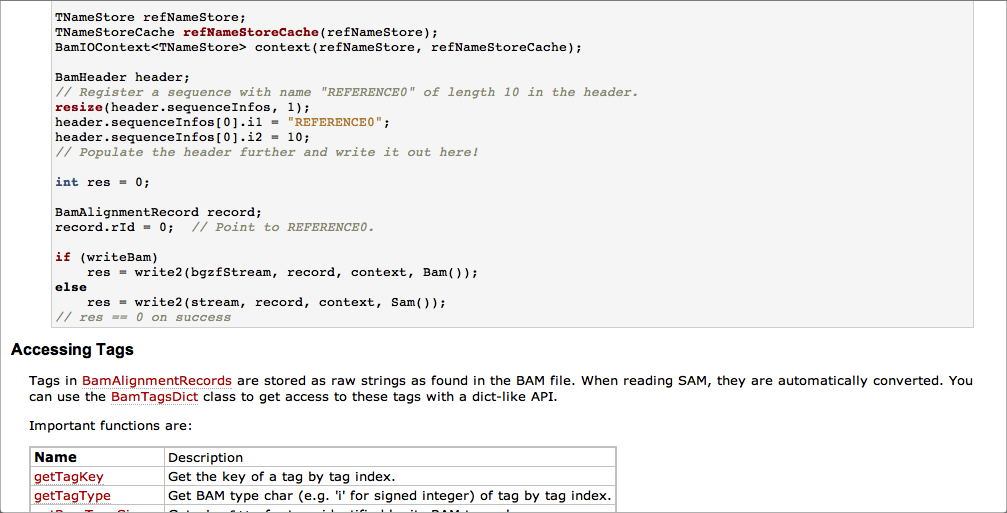 TNameStore refNameStore;
TNameStoreCache refNameStoreCache(refNameStore);
BamIOContext<TNameStore> context(refNameStore, refNameStoreCache);
BamHeader header;
// Register a sequence with name "REFERENCE0" of length 10 in the header.
resize(header.sequenceInfos, 1);
header.sequenceInfos[0].i1 = "REFERENCE0";
header.sequenceInfos[0].i2 = 10;
// Populate the header further and write it out here!
int res = 0;
BamAlignmentRecord record;
record.rId = 0;  // Point to REFERENCE0.
if (writeBam)
    res = write2(bgzfStream, record, context, Bam());
else
    res = write2(stream, record, context, Sam());
// res == 0 on success
Accessing Tags
Tags in BamAlignmentRecords are stored as raw strings as found in the BAM file. When reading SAM, they are automatically converted. You
can use the BamTagsDict class to get access to these tags with a dict-like API.
Important functions are:
Name Description
getTagKey Get the key of a tag by tag index.
getTagType Get BAM type char (e.g. 'i' for signed integer) of tag by tag index.